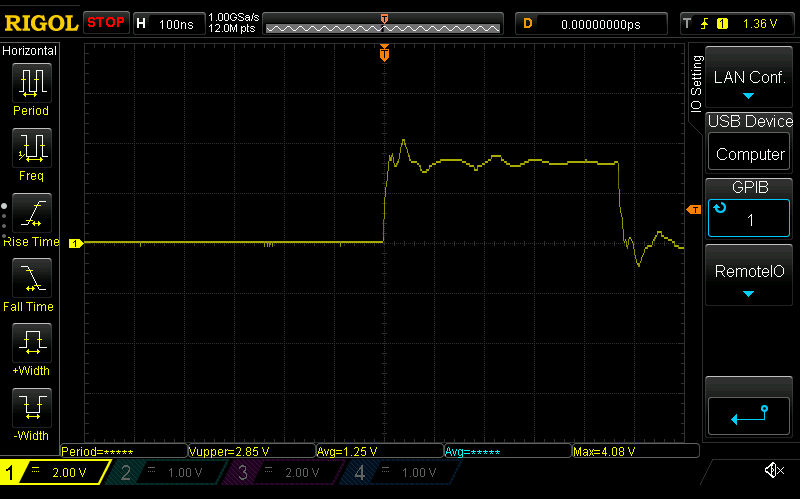 RIGOL STOP H 100ns 1.00GSa/s 12.0M pts T D 0.00000000ps T 1 1.36 V
Horizontal
Period
Freq
Rise Time
Fall Time
+Width
-Width
T
1
T
IO Setting
LAN Conf.
USB Device
Computer
GPIB
1
RemoteIO
Period=***** Vupper=2.85 V Avg=1.25 V Avg=***** Max=4.08 V
1 2.00 V 2 1.00 V 3 2.00 V 4 1.00 V